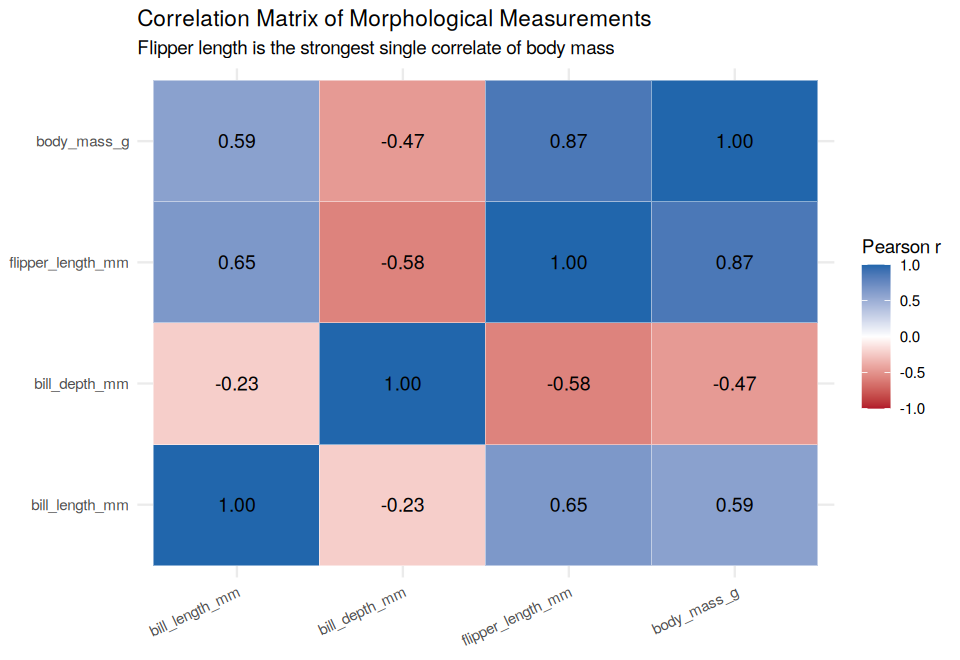 Correlation Matrix of Morphological Measurements
Flipper length is the strongest single correlate of body mass
body_mass_g 0.59 -0.47 0.87 1.00
flipper_length_mm 0.65 -0.58 1.00 0.87
bill_depth_mm -0.23 1.00 -0.58 -0.47
bill_length_mm 1.00 -0.23 0.65 0.59
bill_length_mm bill_depth_mm flipper_length_mm body_mass_g
Pearson r
1.0
0.5
0.0
-0.5
-1.0